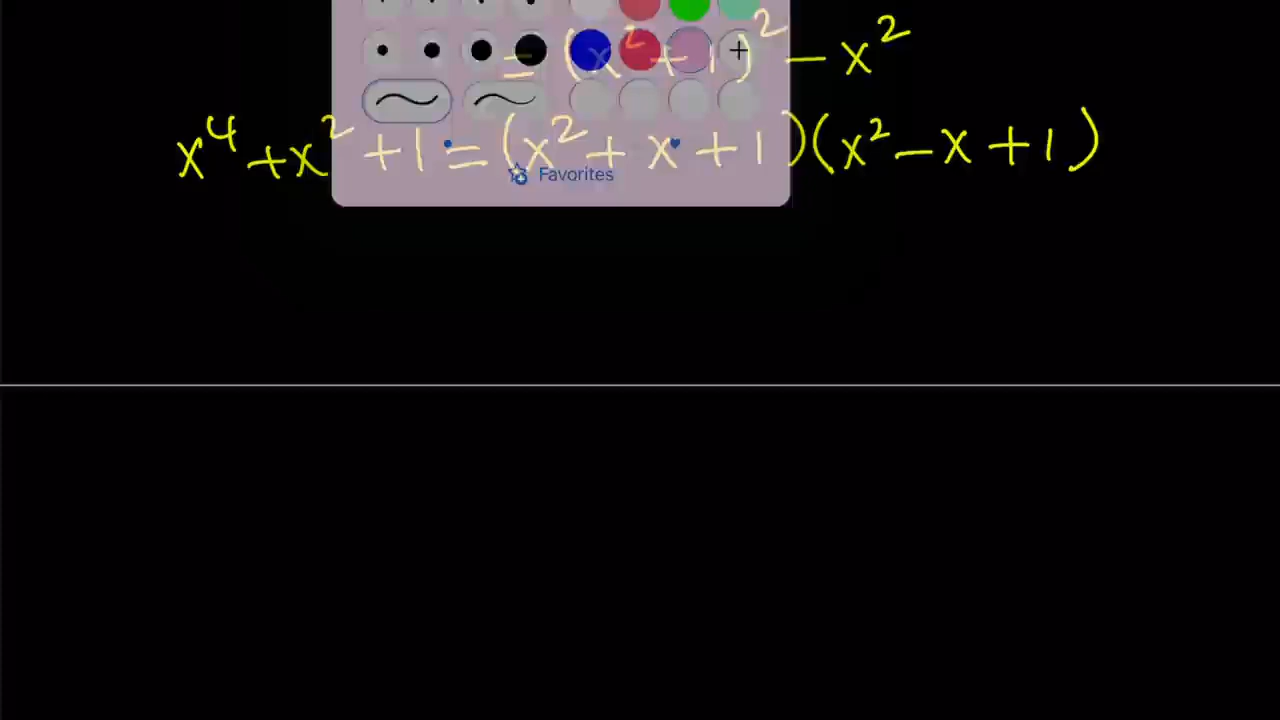 = (x² + 1)² − x²
x⁴ + x² + 1 = (x² + x + 1)(x² − x + 1)
Favorites